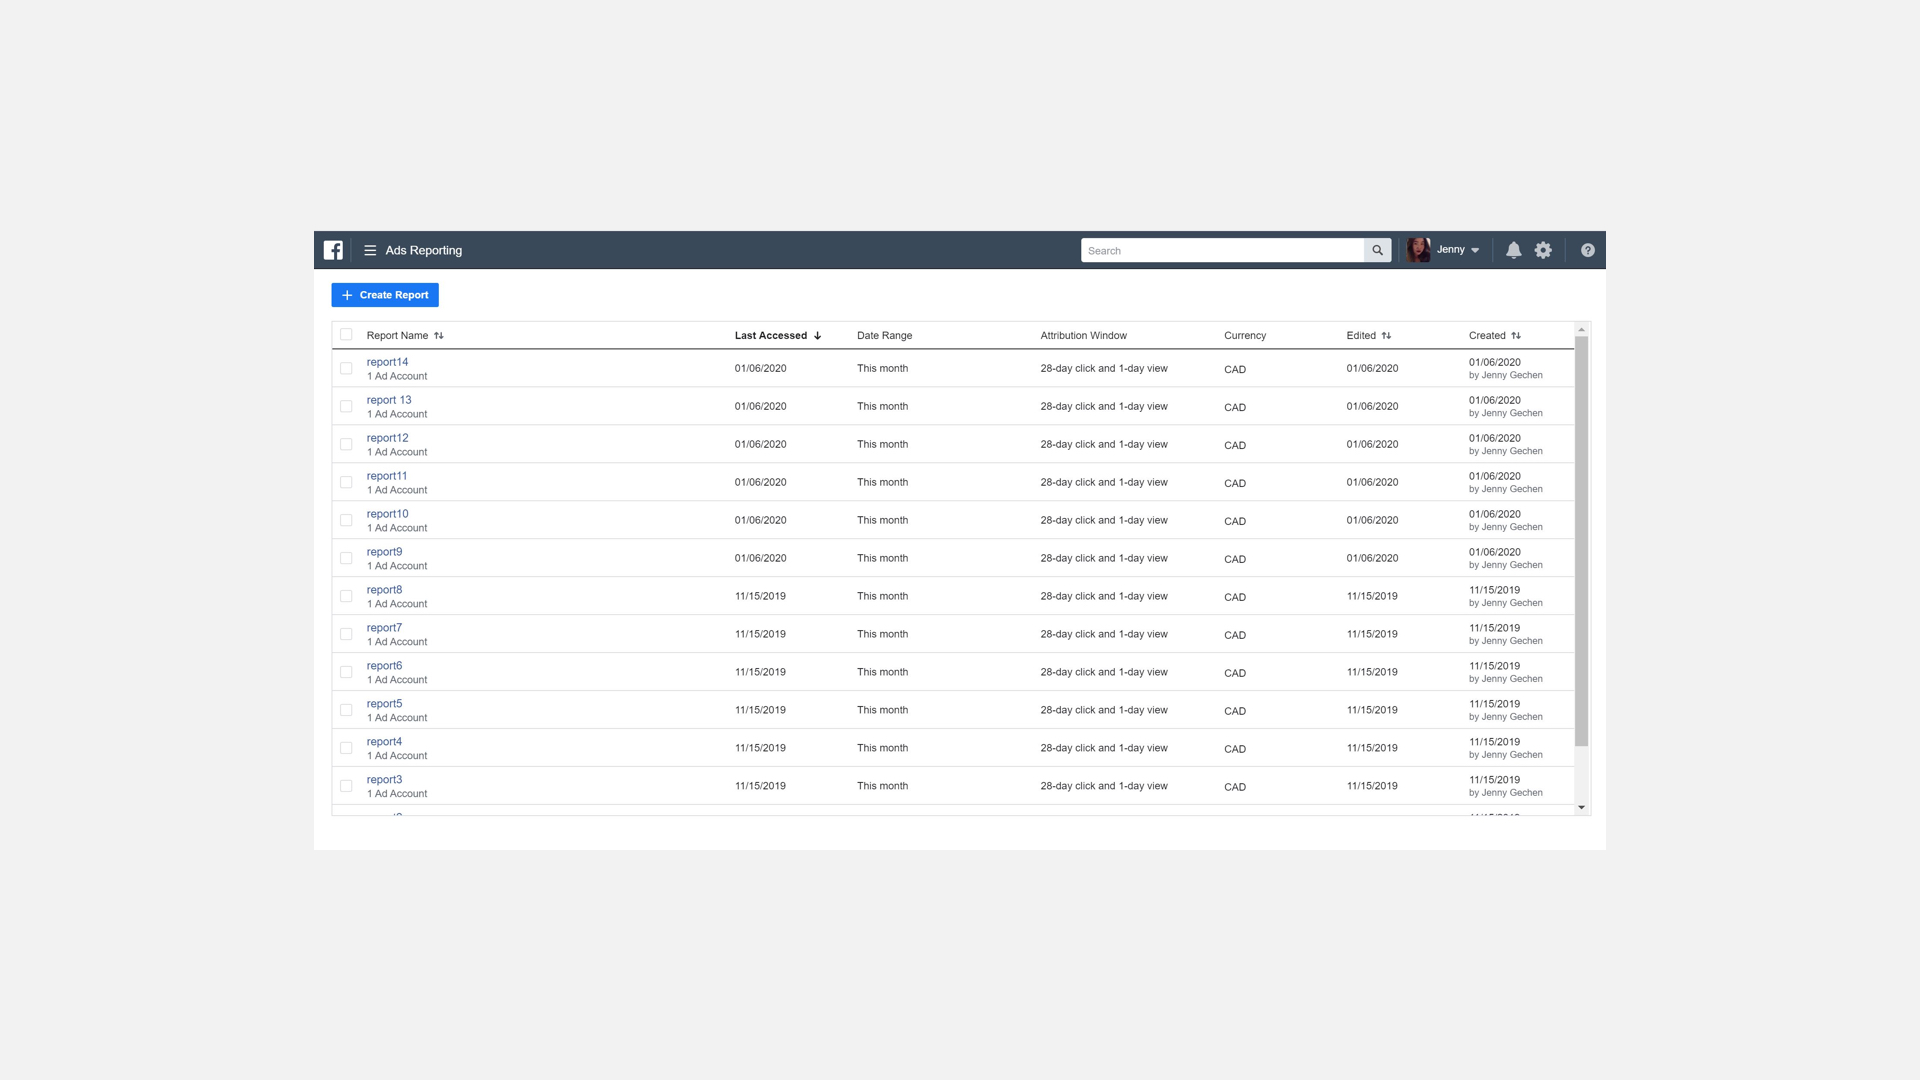 Ads Reporting
Search
Jenny
Create Report
Report Name Last Accessed Date Range Attribution Window Currency Edited Created
report14 01/06/2020 This month 28-day click and 1-day view CAD 01/06/2020 01/06/2020
1 Ad Account by Jenny Gechen
report 13 01/06/2020 This month 28-day click and 1-day view CAD 01/06/2020 01/06/2020
1 Ad Account by Jenny Gechen
report12 01/06/2020 This month 28-day click and 1-day view CAD 01/06/2020 01/06/2020
1 Ad Account by Jenny Gechen
report11 01/06/2020 This month 28-day click and 1-day view CAD 01/06/2020 01/06/2020
1 Ad Account by Jenny Gechen
report10 01/06/2020 This month 28-day click and 1-day view CAD 01/06/2020 01/06/2020
1 Ad Account by Jenny Gechen
report9 01/06/2020 This month 28-day click and 1-day view CAD 01/06/2020 01/06/2020
1 Ad Account by Jenny Gechen
report8 11/15/2019 This month 28-day click and 1-day view CAD 11/15/2019 11/15/2019
1 Ad Account by Jenny Gechen
report7 11/15/2019 This month 28-day click and 1-day view CAD 11/15/2019 11/15/2019
1 Ad Account by Jenny Gechen
report6 11/15/2019 This month 28-day click and 1-day view CAD 11/15/2019 11/15/2019
1 Ad Account by Jenny Gechen
report5 11/15/2019 This month 28-day click and 1-day view CAD 11/15/2019 11/15/2019
1 Ad Account by Jenny Gechen
report4 11/15/2019 This month 28-day click and 1-day view CAD 11/15/2019 11/15/2019
1 Ad Account by Jenny Gechen
report3 11/15/2019 This month 28-day click and 1-day view CAD 11/15/2019 11/15/2019
1 Ad Account by Jenny Gechen